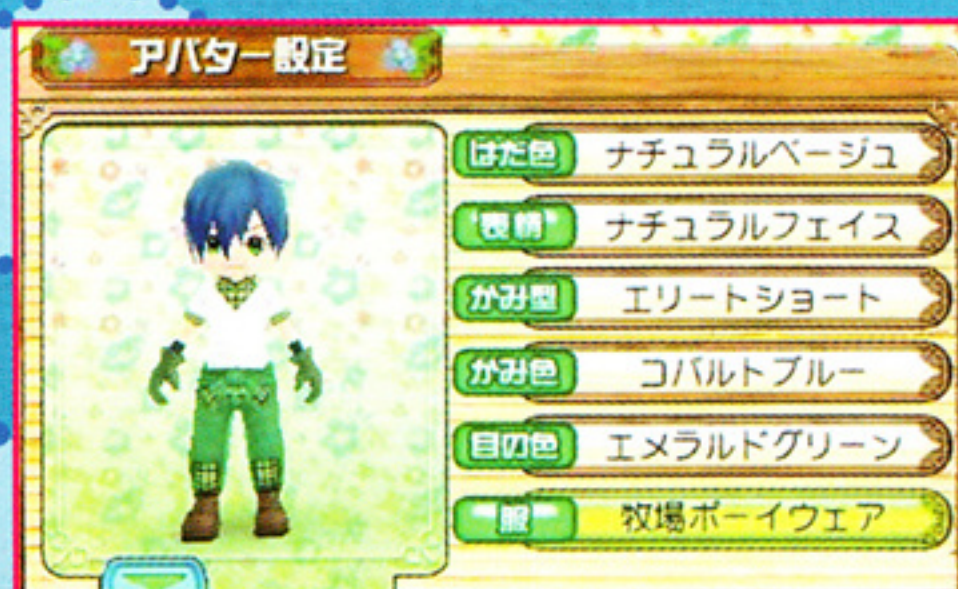 アバター設定
はだ色 ナチュラルベージュ
表情 ナチュラルフェイス
かみ型 エリートショート
かみ色 コバルトブルー
目の色 エメラルドグリーン
服 牧場ボーイウェア